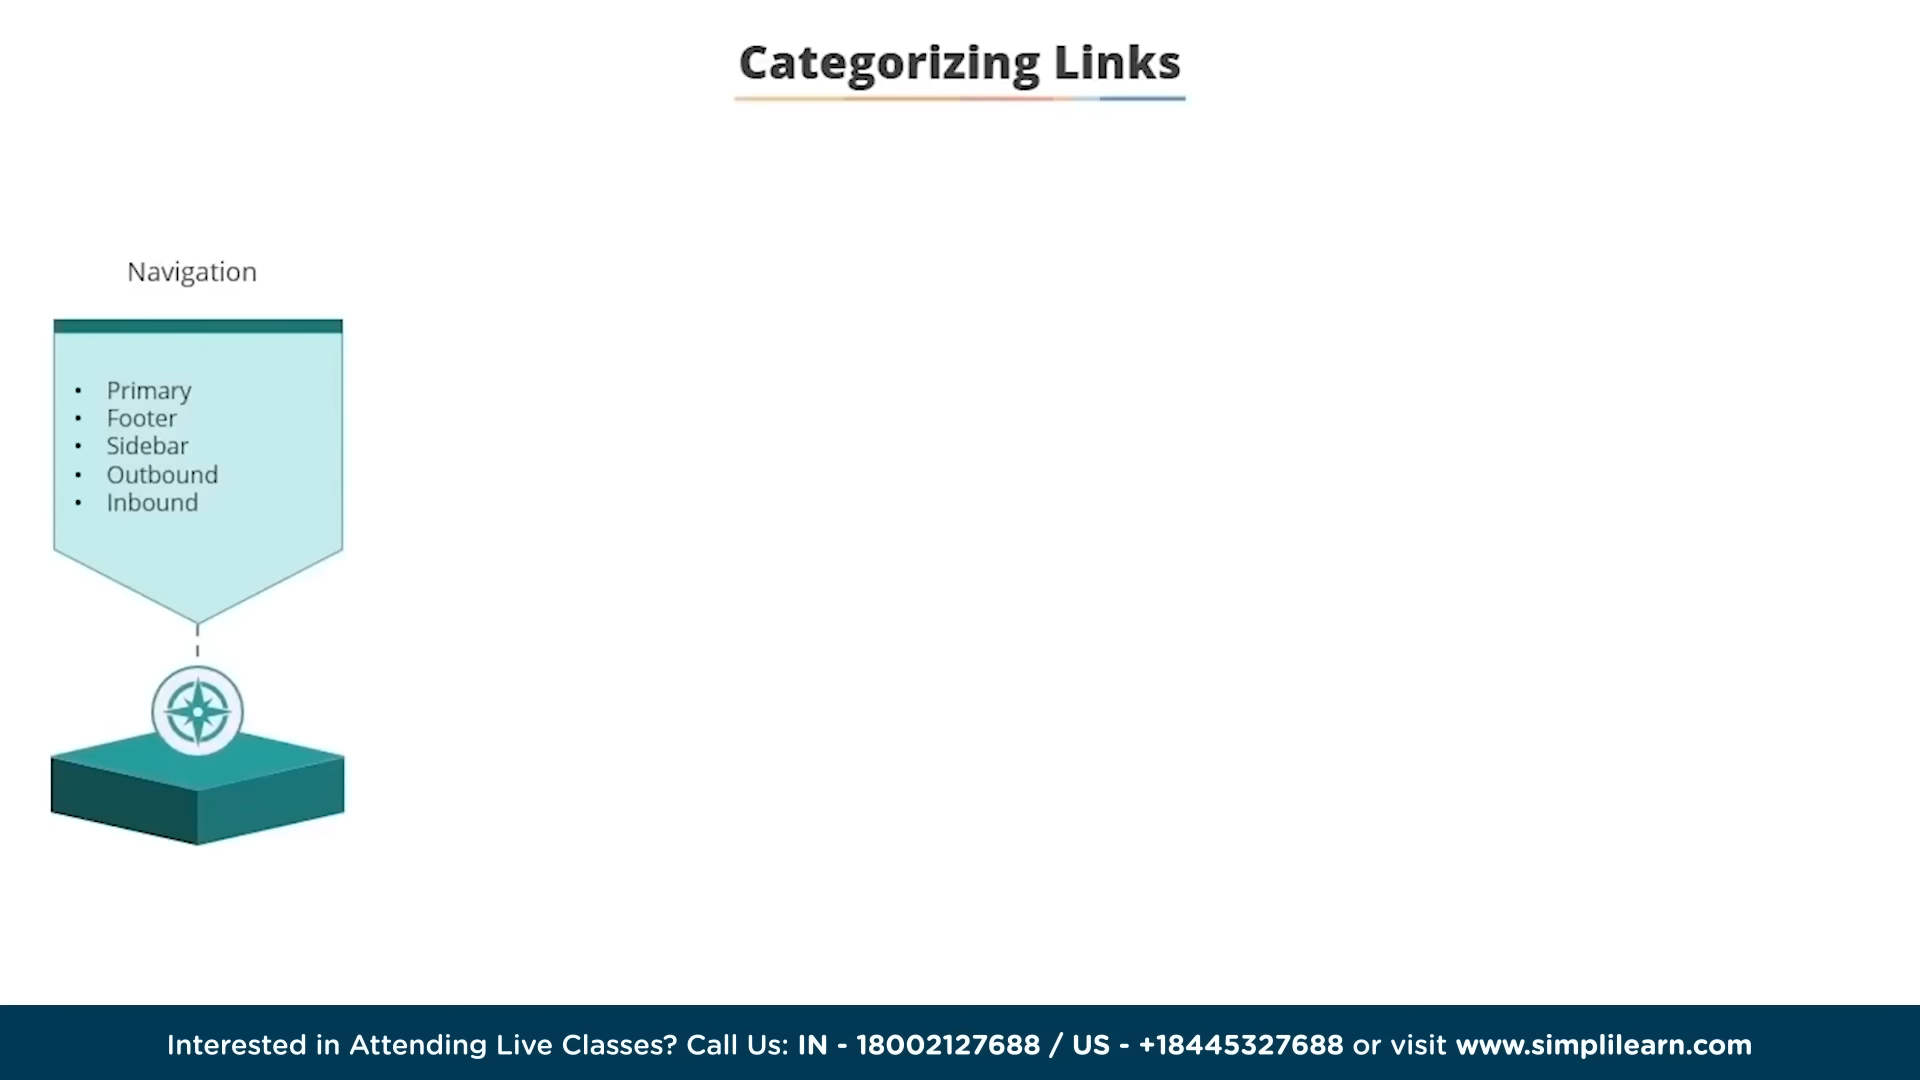 Categorizing Links
Navigation
• Primary
• Footer
• Sidebar
• Outbound
• Inbound
Interested in Attending Live Classes? Call Us: IN - 18002127688 / US - +18445327688 or visit www.simplilearn.com